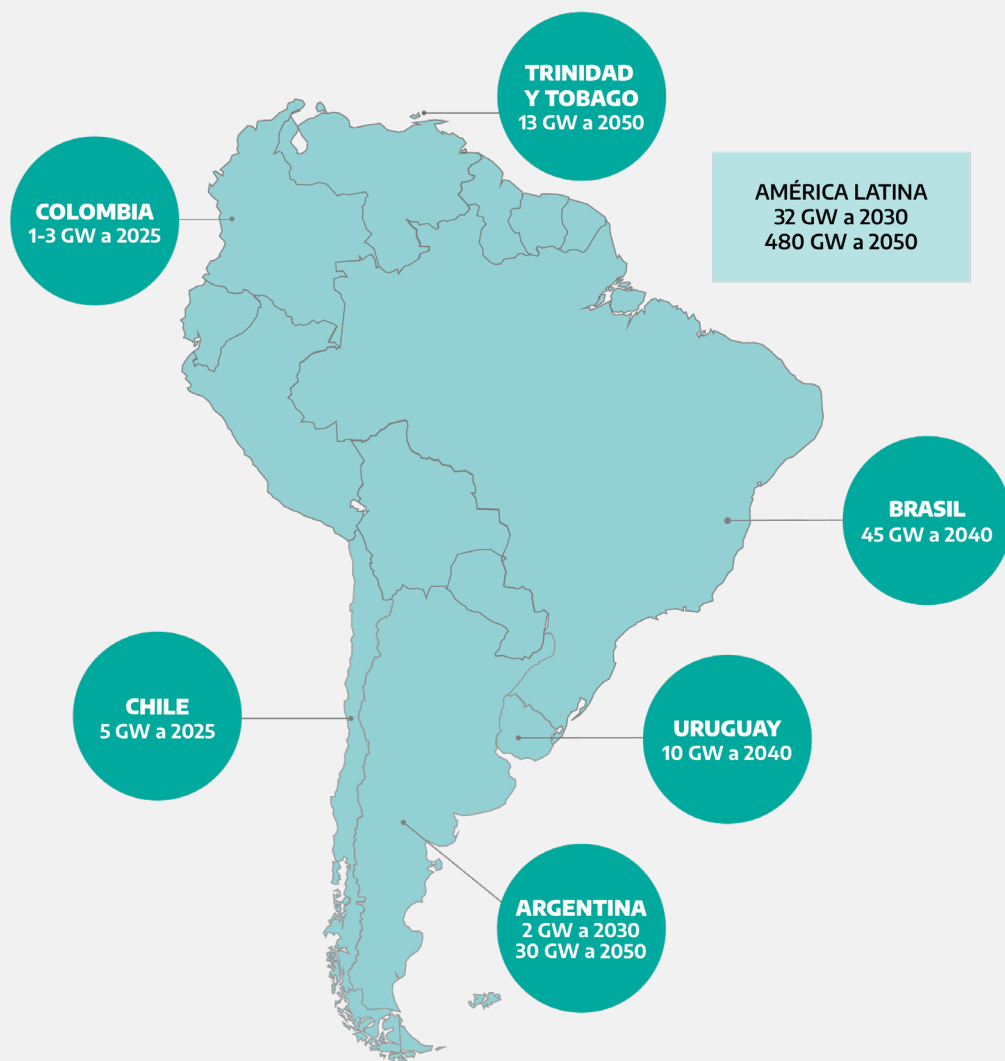 TRINIDAD
Y TOBAGO
13 GW a 2050
AMÉRICA LATINA
32 GW a 2030
480 GW a 2050
COLOMBIA
1-3 GW a 2025
BRASIL
45 GW a 2040
CHILE
5 GW a 2025
URUGUAY
10 GW a 2040
ARGENTINA
2 GW a 2030
30 GW a 2050